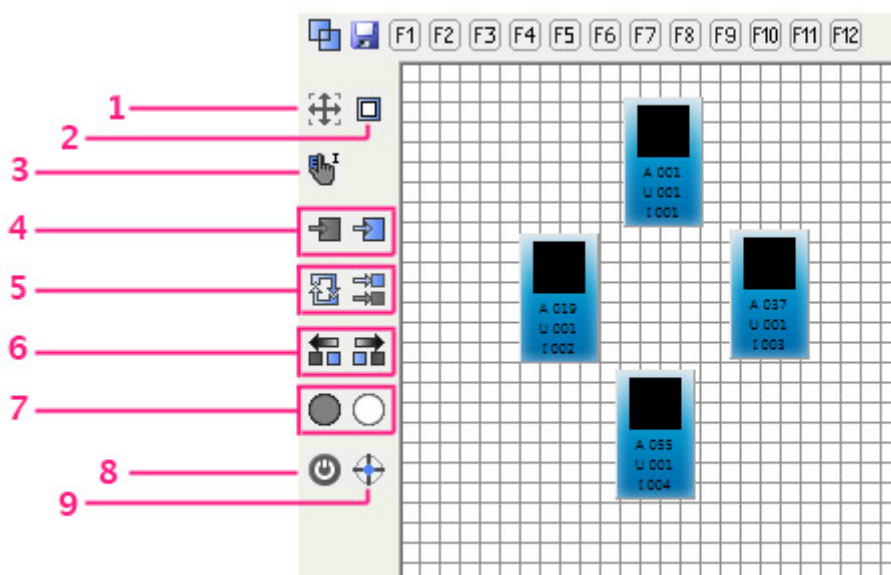 F1 F2 F3 F4 F5 F6 F7 F8 F9 F10 F11 F12
1
2
3
I
4
5
6
7
8
9
A 001
U 001
I 001
A 019
U 001
I 002
A 037
U 001
I 003
A 055
U 001
I 004